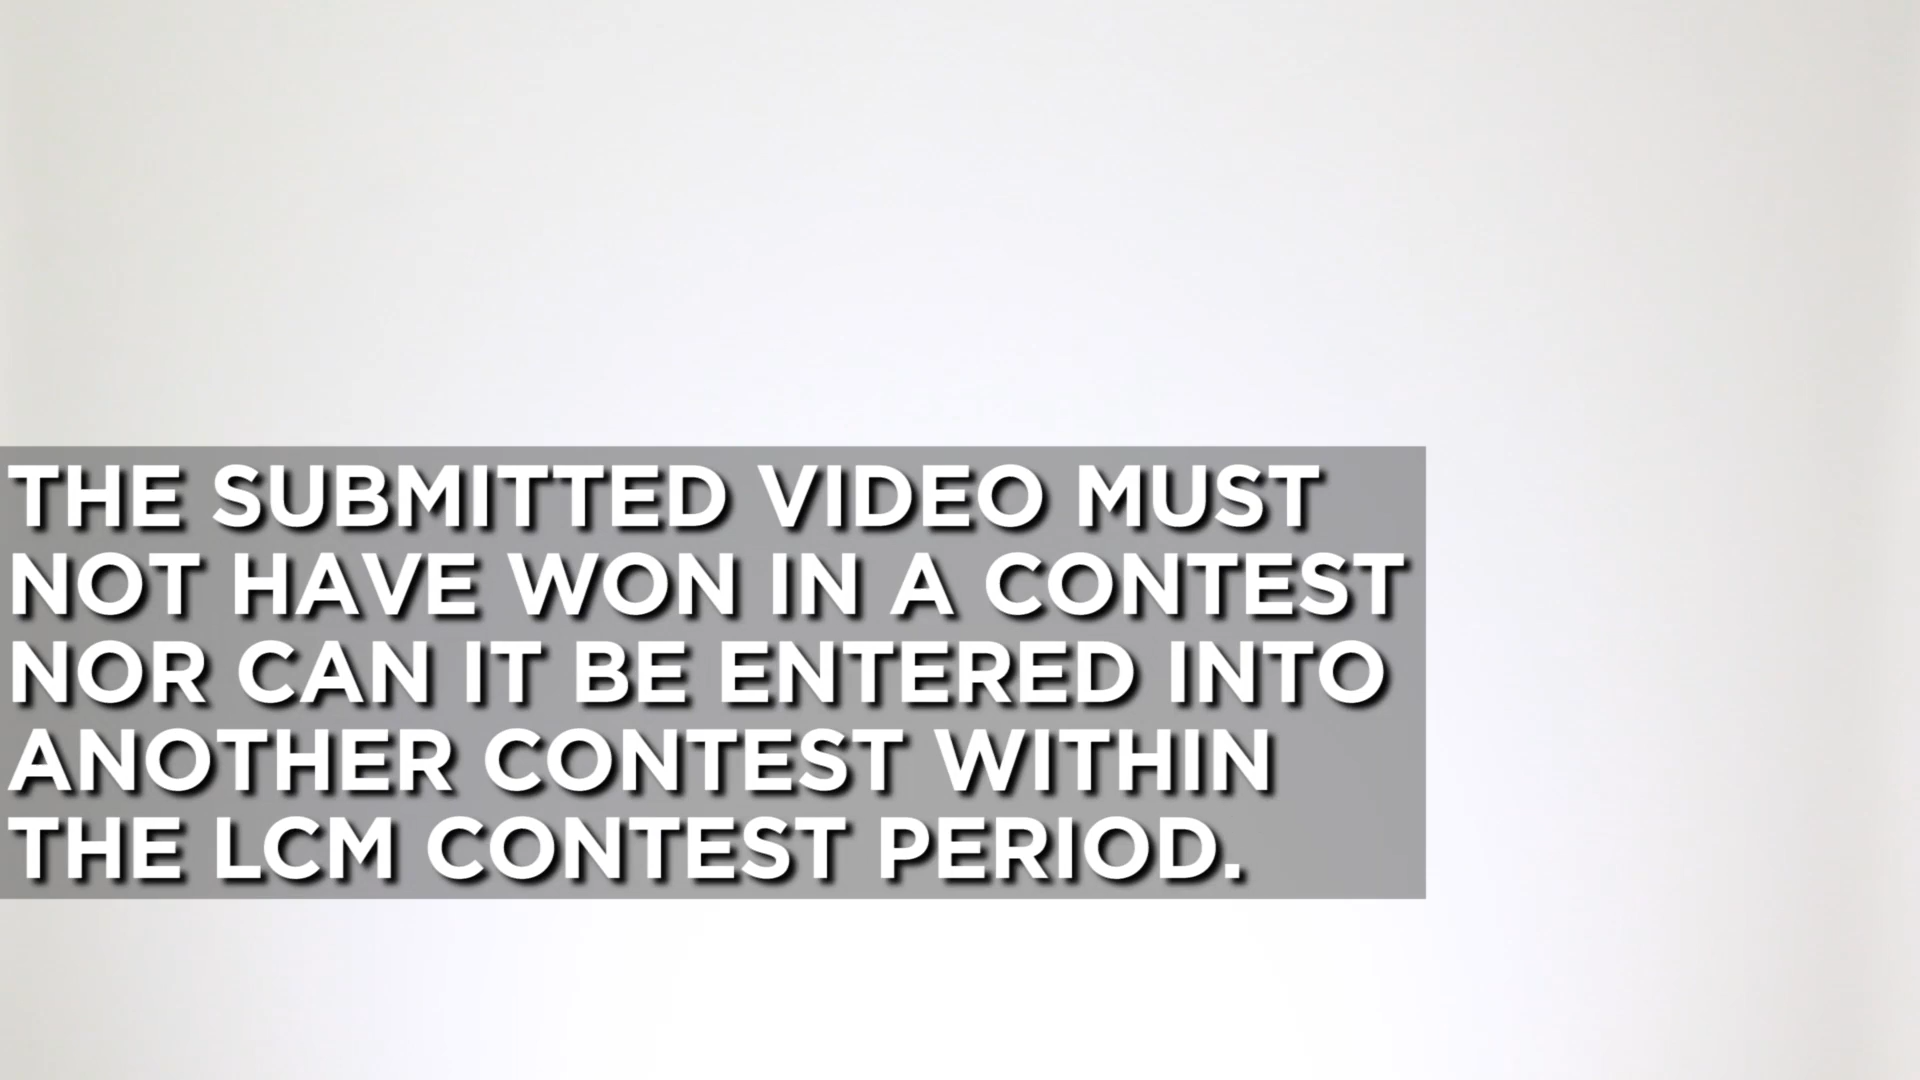 THE SUBMITTED VIDEO MUST
NOT HAVE WON IN A CONTEST
NOR CAN IT BE ENTERED INTO
ANOTHER CONTEST WITHIN
THE LCM CONTEST PERIOD.